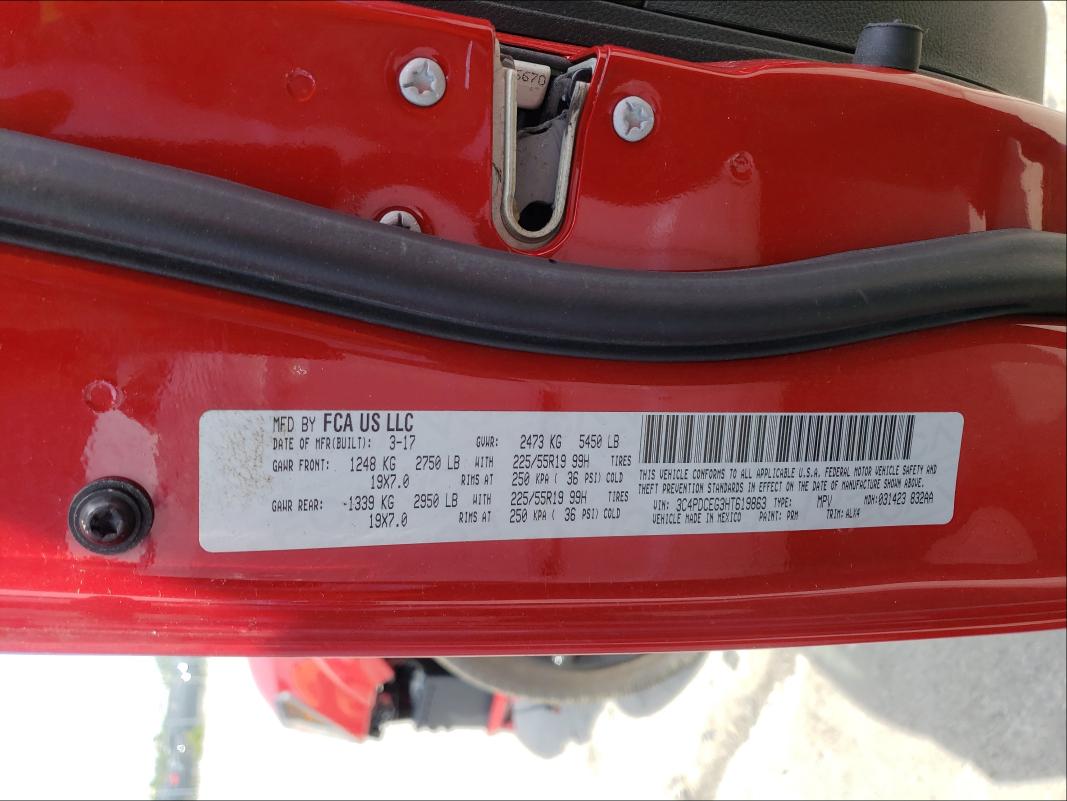 5670
MFD BY FCA US LLC
DATE OF MFR(BUILT): 3-17 GVWR: 2473 KG 5450 LB
GAWR FRONT: 1248 KG 2750 LB WITH 225/55R19 99H TIRES
19X7.0 RIMS AT 250 KPA ( 36 PSI) COLD
GAWR REAR: 1339 KG 2950 LB WITH 225/55R19 99H TIRES
19X7.0 RIMS AT 250 KPA ( 36 PSI) COLD
THIS VEHICLE CONFORMS TO ALL APPLICABLE U.S.A. FEDERAL MOTOR VEHICLE SAFETY AND
THEFT PREVENTION STANDARDS IN EFFECT ON THE DATE OF MANUFACTURE SHOWN ABOVE.
VIN: 3C4PDCEG3HT619863 TYPE: MPV MDH: 031423 832AA
VEHICLE MADE IN MEXICO PAINT: PRM TRIM: ALX4